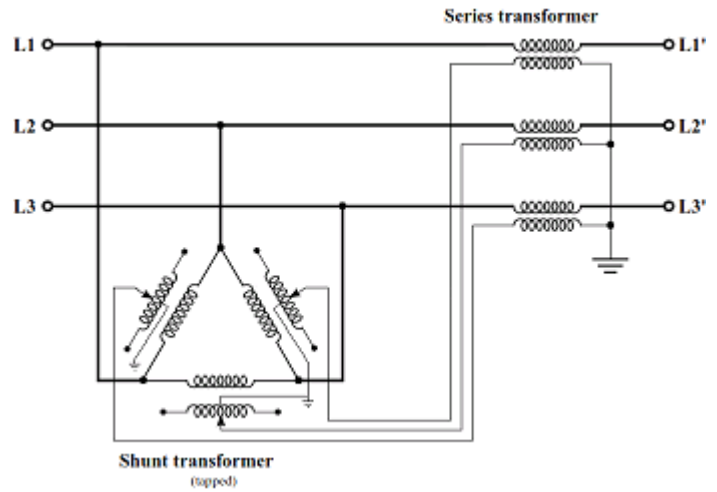 Series transformer
L1
L1'
L2
L2'
L3
L3'
Shunt transformer
(tapped)